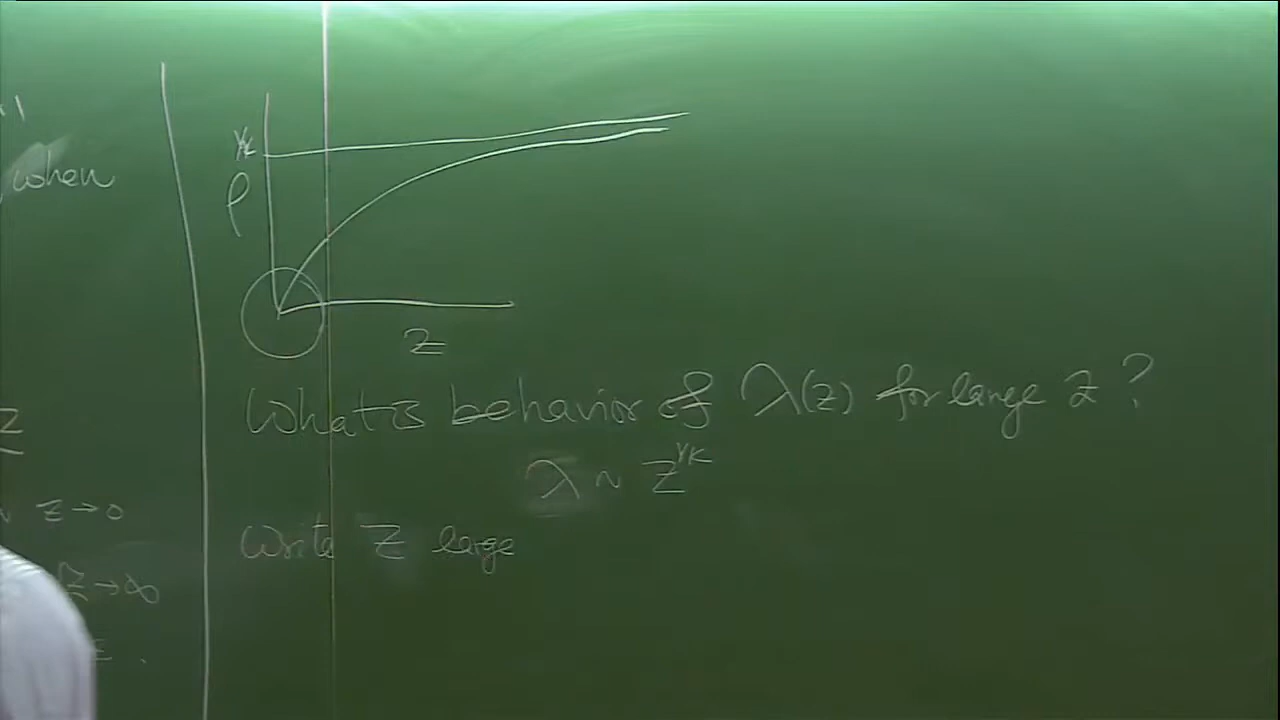 when
z
z→0
z→∞
1/k
ρ
z
What is behavior of λ(z) for large z?
λ ~ z^{1/k}
Write z large